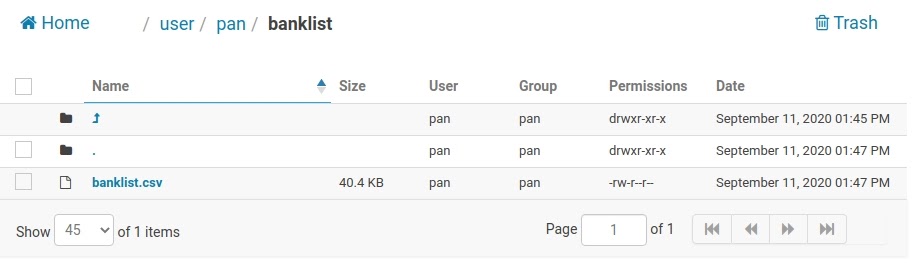 Home / user / pan / banklist Trash
Name Size User Group Permissions Date
pan pan drwxr-xr-x September 11, 2020 01:45 PM
. pan pan drwxr-xr-x September 11, 2020 01:47 PM
banklist.csv 40.4 KB pan pan -rw-r--r-- September 11, 2020 01:47 PM
Show 45 of 1 items Page 1 of 1